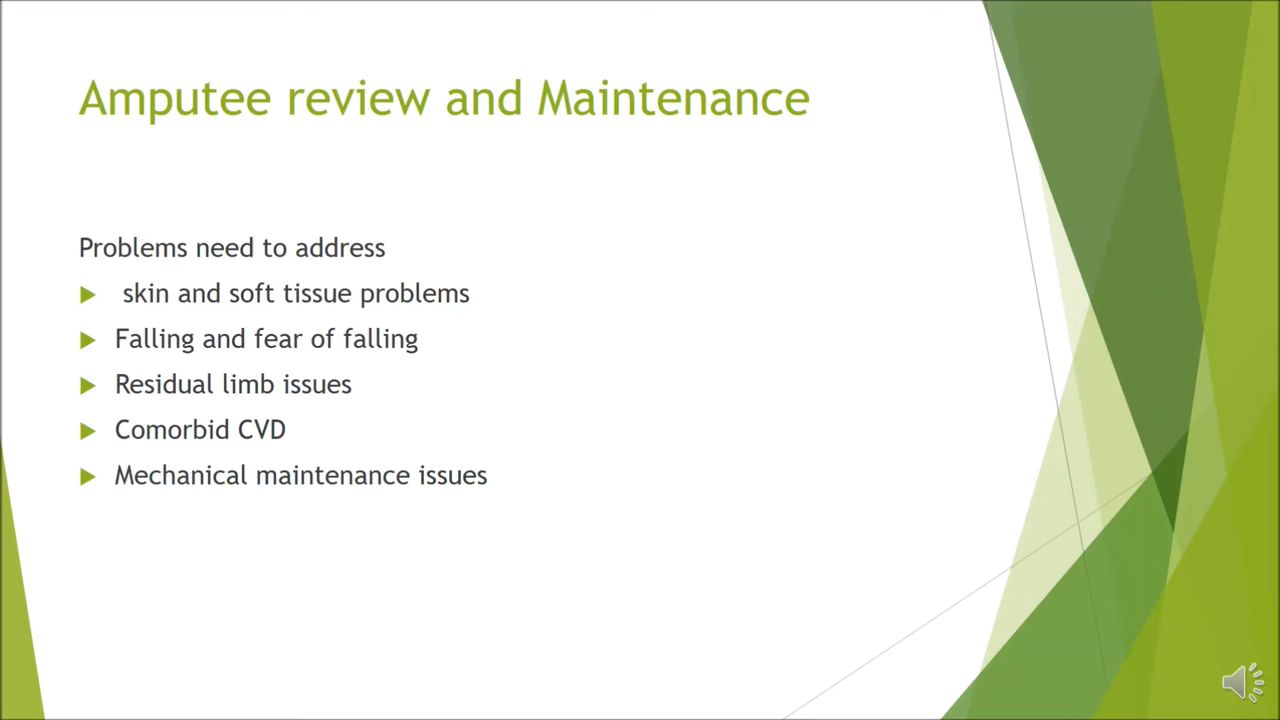 Amputee review and Maintenance
Problems need to address
skin and soft tissue problems
Falling and fear of falling
Residual limb issues
Comorbid CVD
Mechanical maintenance issues